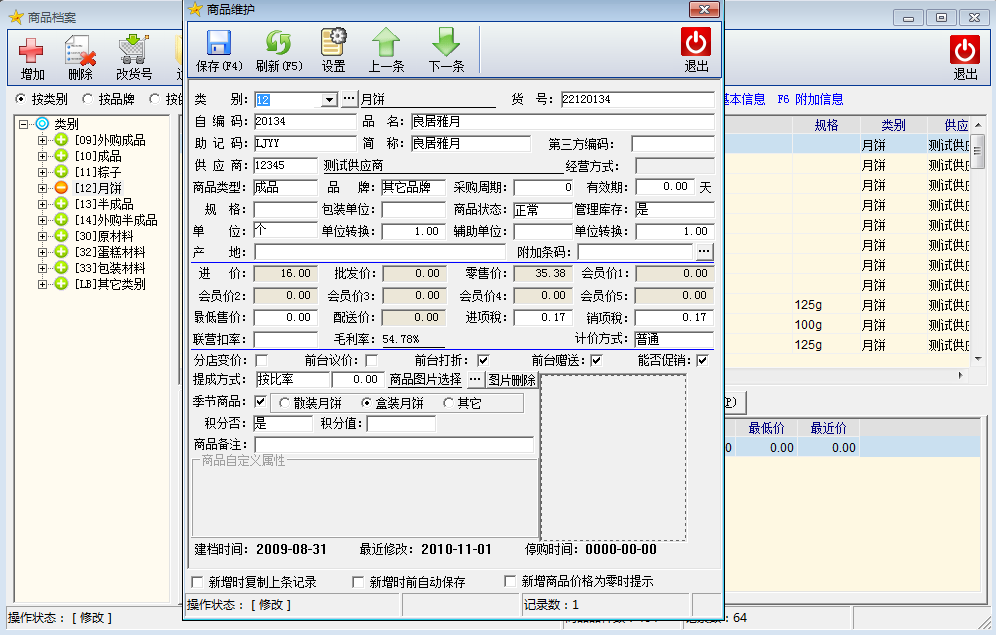 商品档案
增加 删除 改货号
按类别 按品牌
类别
[09]外购成品
[10]成品
[11]粽子
[12]月饼
[13]半成品
[14]外购半成品
[30]原材料
[32]蛋糕材料
[33]包装材料
[LB]其它类别
操作状态：[ 修改 ]
商品维护
保存(F4) 刷新(F5) 设置 上一条 下一条 退出
类 别: 12 ... 月饼 货 号: 22120134
自编码: 20134 品 名: 良居雅月
助记码: LJYY 简 称: 良居雅月 第三方编码:
供应商: 12345 测试供应商 经营方式:
商品类型: 成品 品 牌: 其它品牌 采购周期: 0 有效期: 0.00 天
规 格: 包装单位: 商品状态: 正常 管理库存: 是
单 位: 个 单位转换: 1.00 辅助单位: 单位转换: 1.00
产 地: 附加条码: ...
进 价: 16.00 批发价: 0.00 零售价: 35.38 会员价1: 0.00
会员价2: 0.00 会员价3: 0.00 会员价4: 0.00 会员价5: 0.00
最低售价: 0.00 配送价: 0.00 进项税: 0.17 销项税: 0.17
联营扣率: 毛利率: 54.78% 计价方式: 普通
分店变价: 前台议价: 前台打折: 前台赠送: 能否促销:
提成方式: 按比率 0.00 商品图片选择 ... 图片删除
季节商品: 散装月饼 盒装月饼 其它
积分否: 是 积分值:
商品备注:
商品自定义属性
建档时间: 2009-08-31 最近修改: 2010-11-01 停购时间: 0000-00-00
新增时复制上条记录 新增时前自动保存 新增商品价格为零时提示
操作状态：[ 修改 ] 记录数：1
退出
基本信息 F6 附加信息
规格 类别 供应
月饼 测试供应
月饼 测试供应
月饼 测试供应
月饼 测试供应
月饼 测试供应
月饼 测试供应
月饼 测试供应
月饼 测试供应
月饼 测试供应
月饼 测试供应
125g 月饼 测试供应
100g 月饼 测试供应
125g 月饼 测试供应
最低价 最近价
0.00 0.00
64